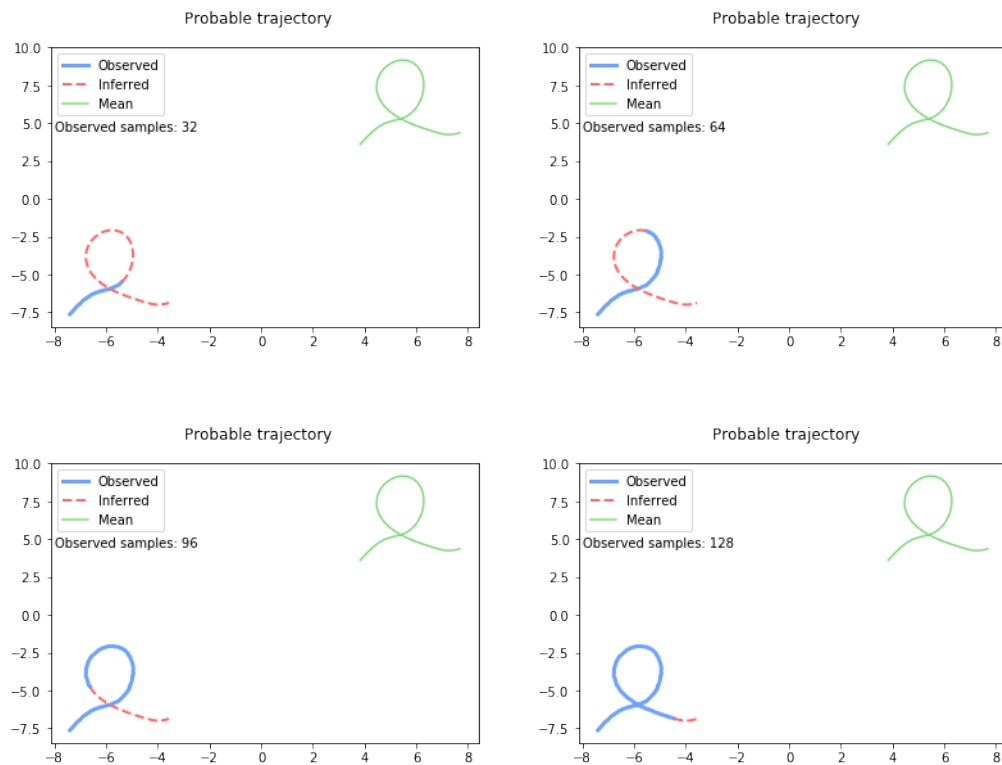 Probable trajectory
10.0
7.5
5.0
2.5
0.0
−2.5
−5.0
−7.5
−8 −6 −4 −2 0 2 4 6 8
Observed
Inferred
Mean
Observed samples: 32
Probable trajectory
10.0
7.5
5.0
2.5
0.0
−2.5
−5.0
−7.5
−8 −6 −4 −2 0 2 4 6 8
Observed
Inferred
Mean
Observed samples: 64
Probable trajectory
10.0
7.5
5.0
2.5
0.0
−2.5
−5.0
−7.5
−8 −6 −4 −2 0 2 4 6 8
Observed
Inferred
Mean
Observed samples: 96
Probable trajectory
10.0
7.5
5.0
2.5
0.0
−2.5
−5.0
−7.5
−8 −6 −4 −2 0 2 4 6 8
Observed
Inferred
Mean
Observed samples: 128